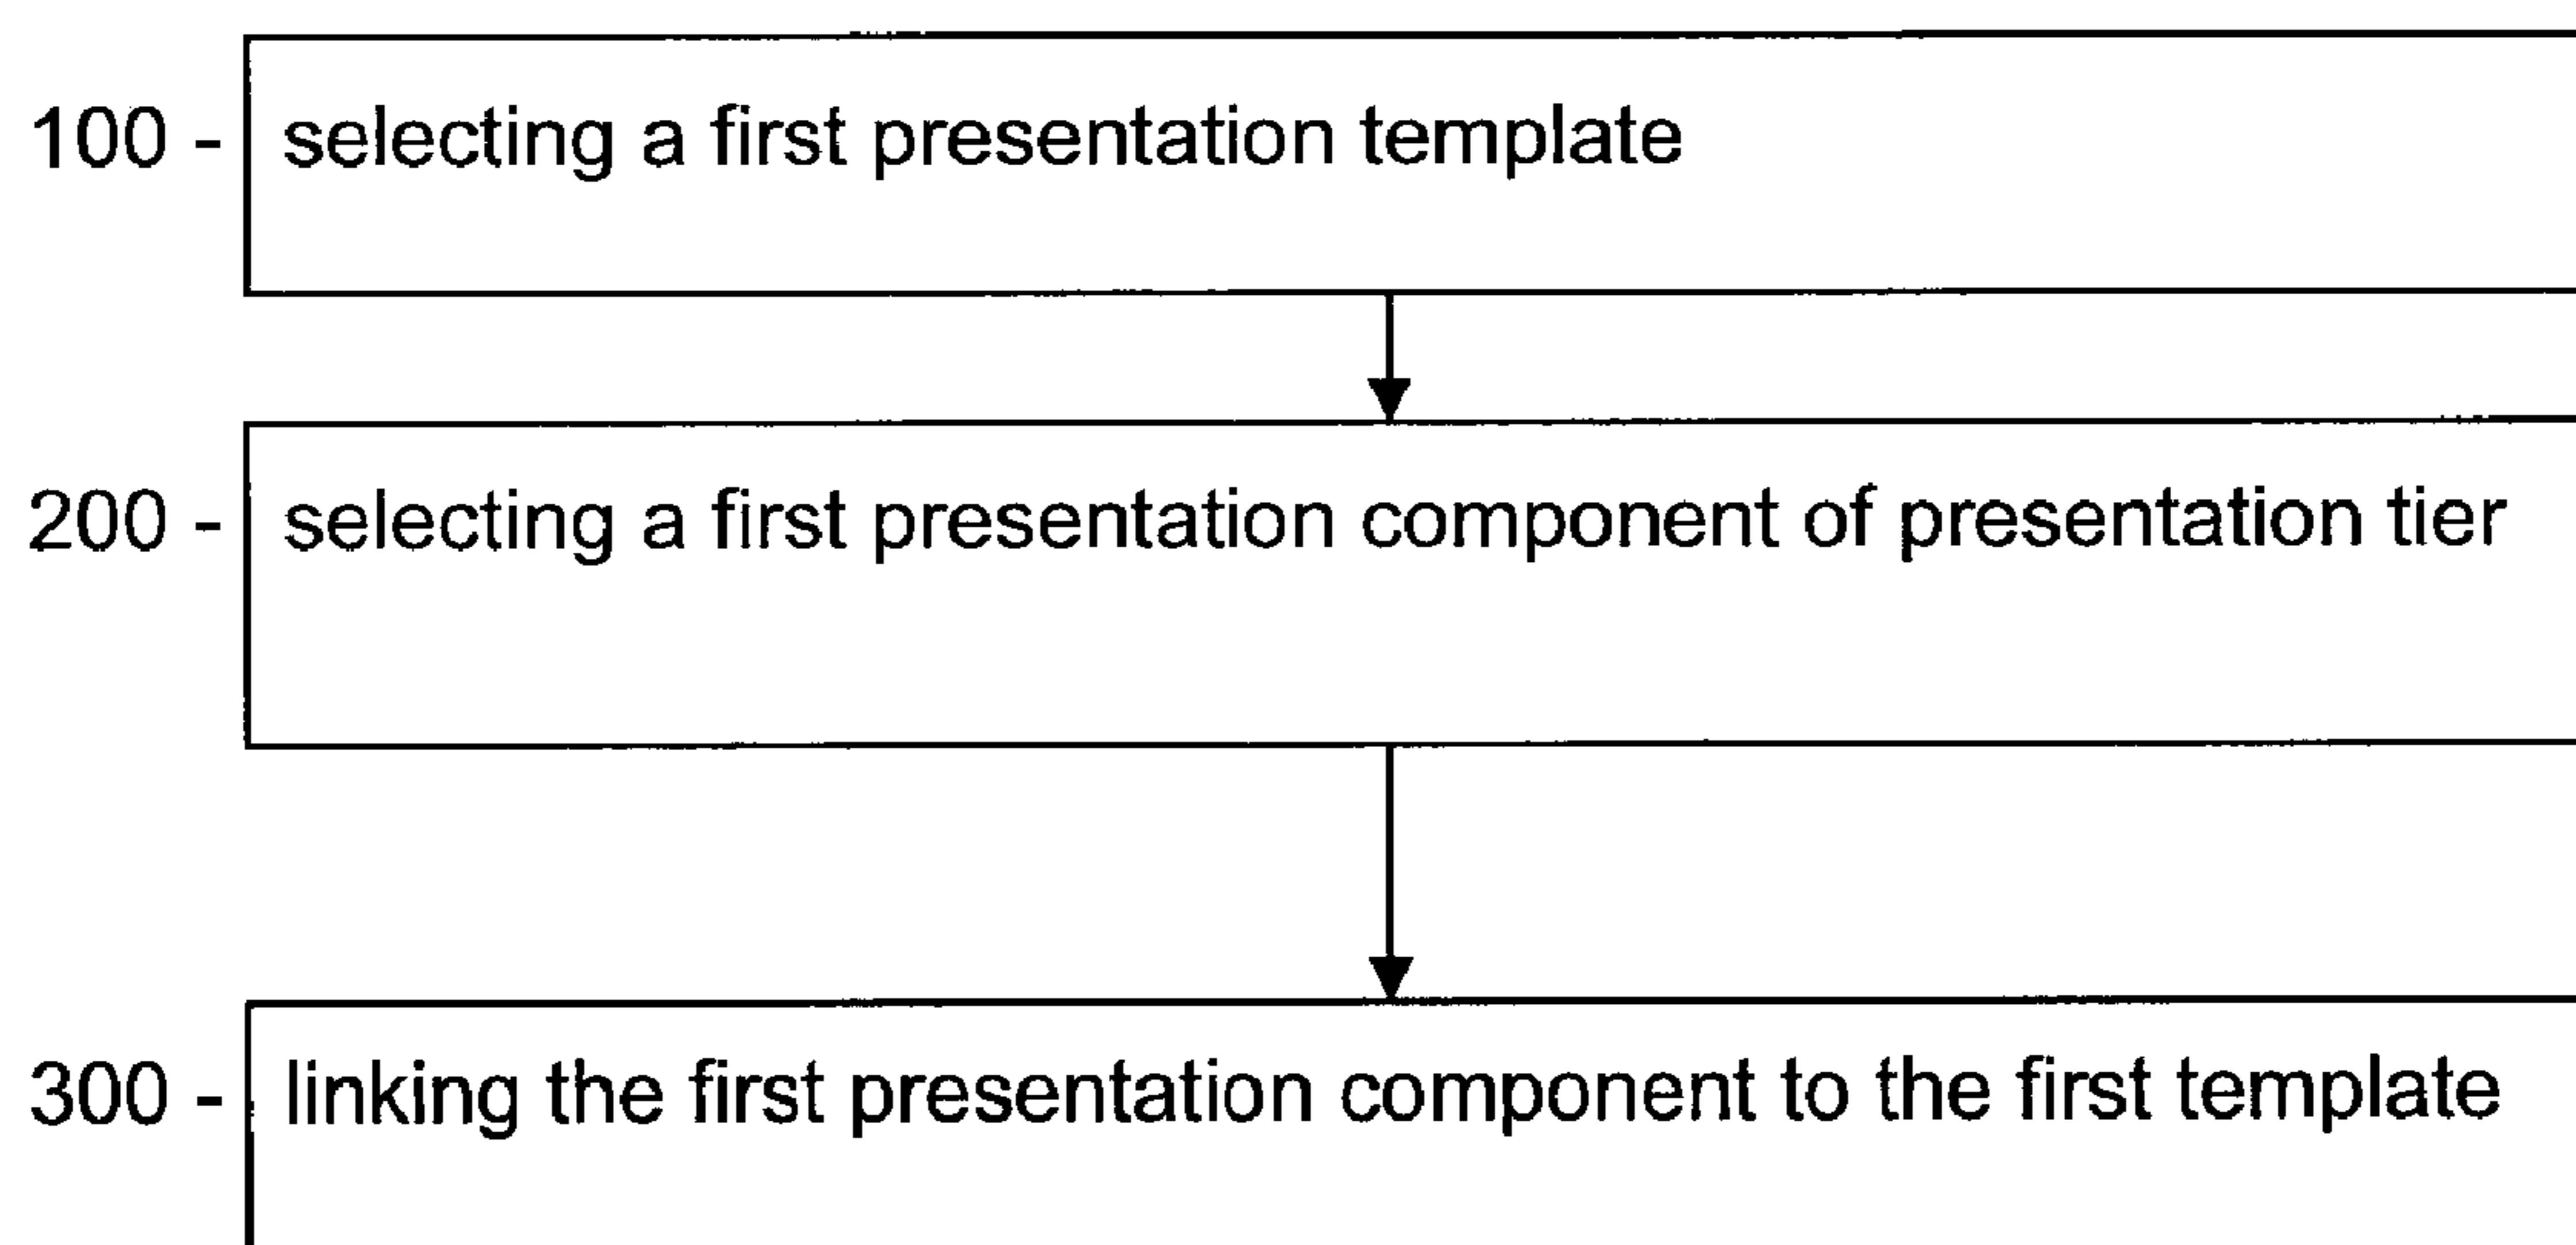 100 - selecting a first presentation template
200 - selecting a first presentation component of presentation tier
300 - linking the first presentation component to the first template